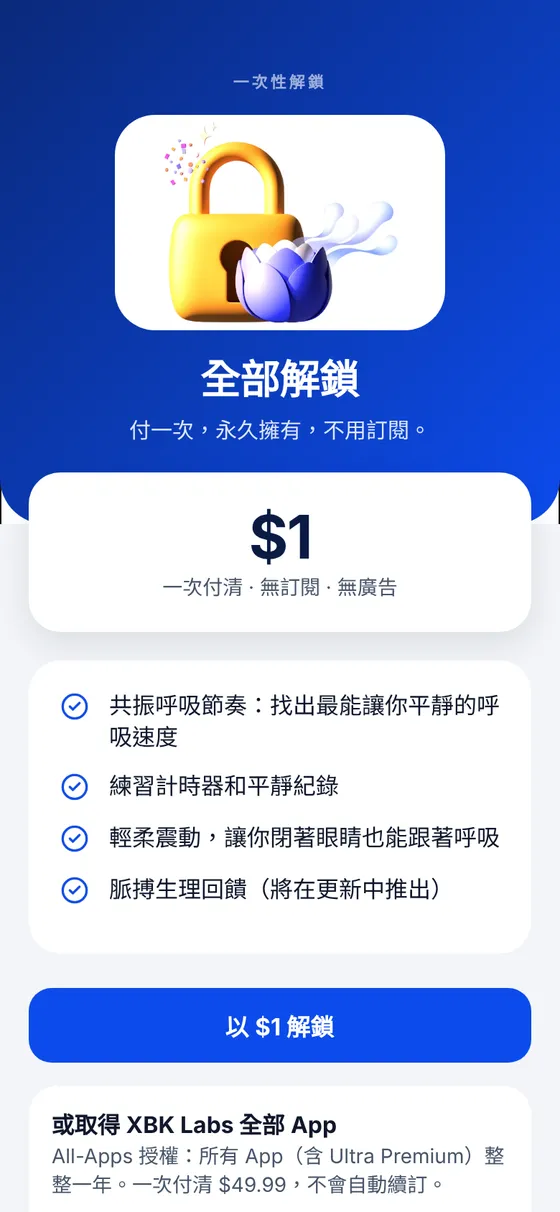 一次性解鎖
全部解鎖
付一次，永久擁有，不用訂閱。
$1
一次付清 · 無訂閱 · 無廣告
共振呼吸節奏：找出最能讓你平靜的呼
吸速度
練習計時器和平靜紀錄
輕柔震動，讓你閉著眼睛也能跟著呼吸
脈搏生理回饋（將在更新中推出）
以 $1 解鎖
或取得 XBK Labs 全部 App
All-Apps 授權：所有 App（含 Ultra Premium）整
整一年。一次付清 $49.99，不會自動續訂。